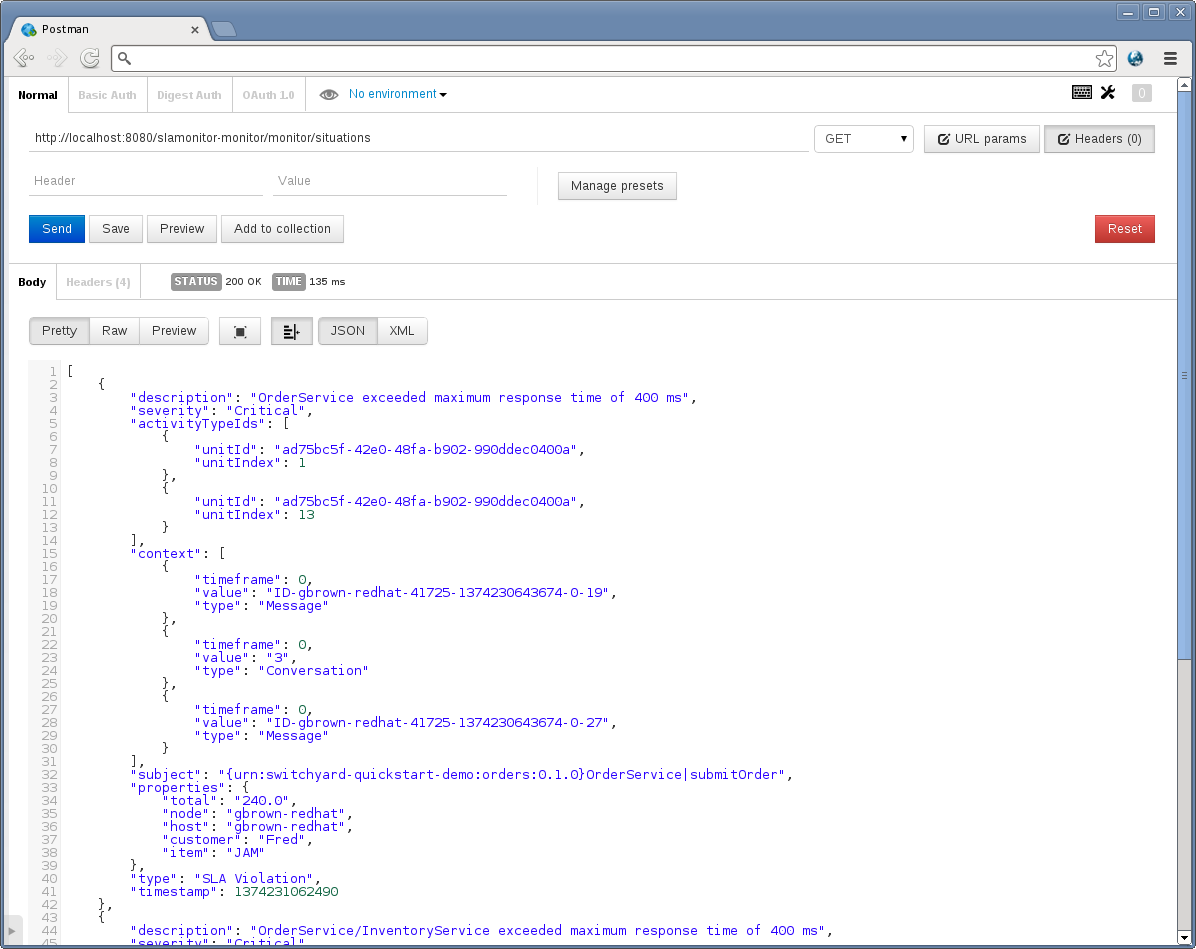 Postman
Normal Basic Auth Digest Auth OAuth 1.0 No environment 0
http://localhost:8080/slamonitor-monitor/monitor/situations GET URL params Headers (0)
Header Value Manage presets
Send Save Preview Add to collection Reset
Body Headers (4) STATUS 200 OK TIME 135 ms
Pretty Raw Preview JSON XML
1 [
2 {
3 "description": "OrderService exceeded maximum response time of 400 ms",
4 "severity": "Critical",
5 "activityTypeIds": [
6 {
7 "unitId": "ad75bc5f-42e0-48fa-b902-990ddec0400a",
8 "unitIndex": 1
9 },
10 {
11 "unitId": "ad75bc5f-42e0-48fa-b902-990ddec0400a",
12 "unitIndex": 13
13 }
14 ],
15 "context": [
16 {
17 "timeframe": 0,
18 "value": "ID-gbrown-redhat-41725-1374230643674-0-19",
19 "type": "Message"
20 },
21 {
22 "timeframe": 0,
23 "value": "3",
24 "type": "Conversation"
25 },
26 {
27 "timeframe": 0,
28 "value": "ID-gbrown-redhat-41725-1374230643674-0-27",
29 "type": "Message"
30 }
31 ],
32 "subject": "{urn:switchyard-quickstart-demo:orders:0.1.0}OrderService|submitOrder",
33 "properties": {
34 "total": "240.0",
35 "node": "gbrown-redhat",
36 "host": "gbrown-redhat",
37 "customer": "Fred",
38 "item": "JAM"
39 },
40 "type": "SLA Violation",
41 "timestamp": 1374231062490
42 },
43 {
44 "description": "OrderService/InventoryService exceeded maximum response time of 400 ms",
45 "severity": "Critical"